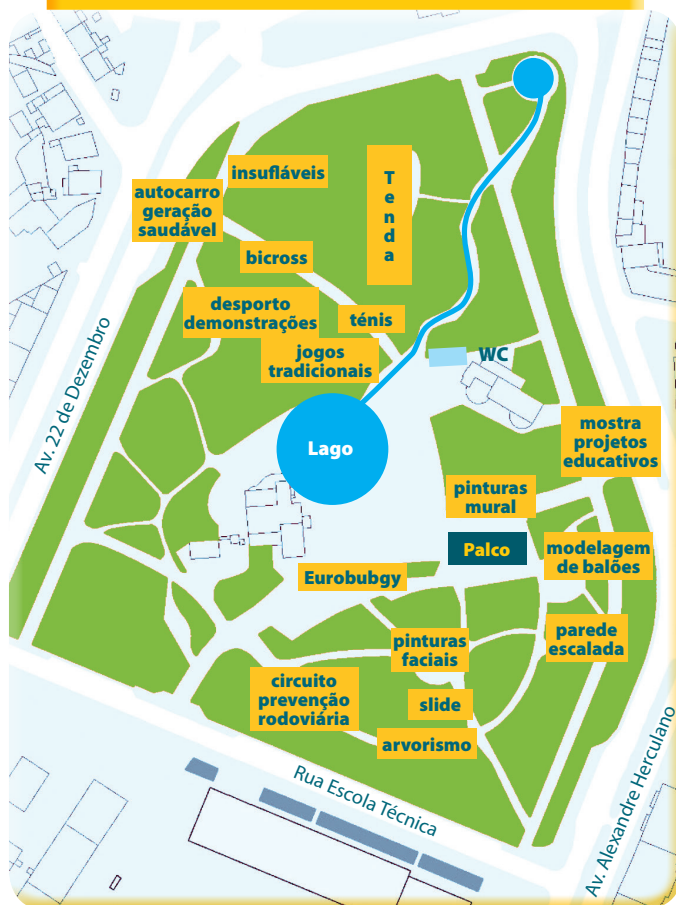 insufláveis
T
e
n
d
a
autocarro
geração
saudável
bicross
desporto
demonstrações
ténis
jogos
tradicionais
WC
Av. 22 de Dezembro
Lago
mostra
projetos
educativos
pinturas
mural
Palco
modelagem
de balões
Eurobubgy
pinturas
faciais
parede
escalada
circuito
prevenção
rodoviária
slide
arvorismo
Rua Escola Técnica
Av. Alexandre Herculano